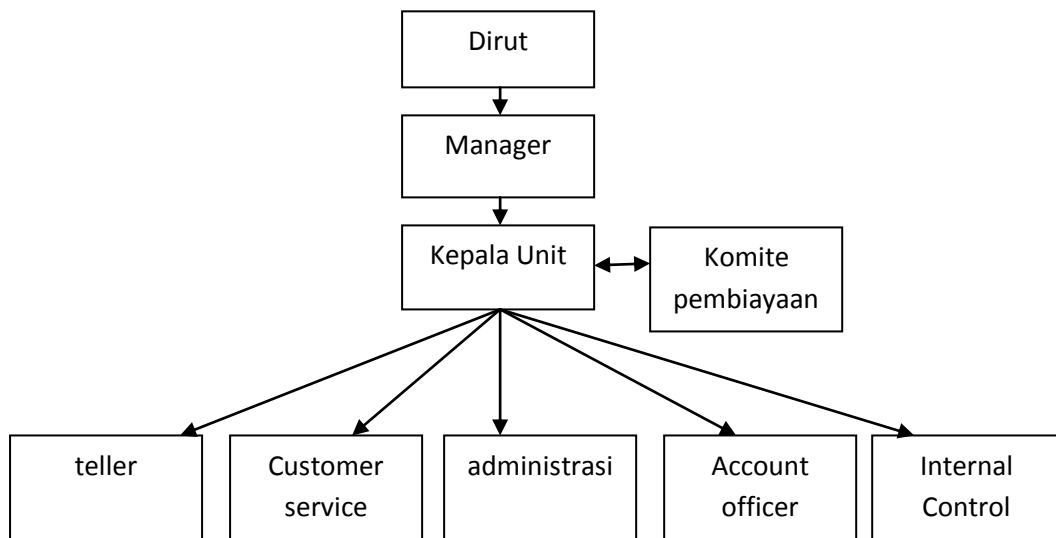 Dirut
Manager
Kepala Unit
Komite
pembiayaan
teller
Customer
service
administrasi
Account
officer
Internal
Control